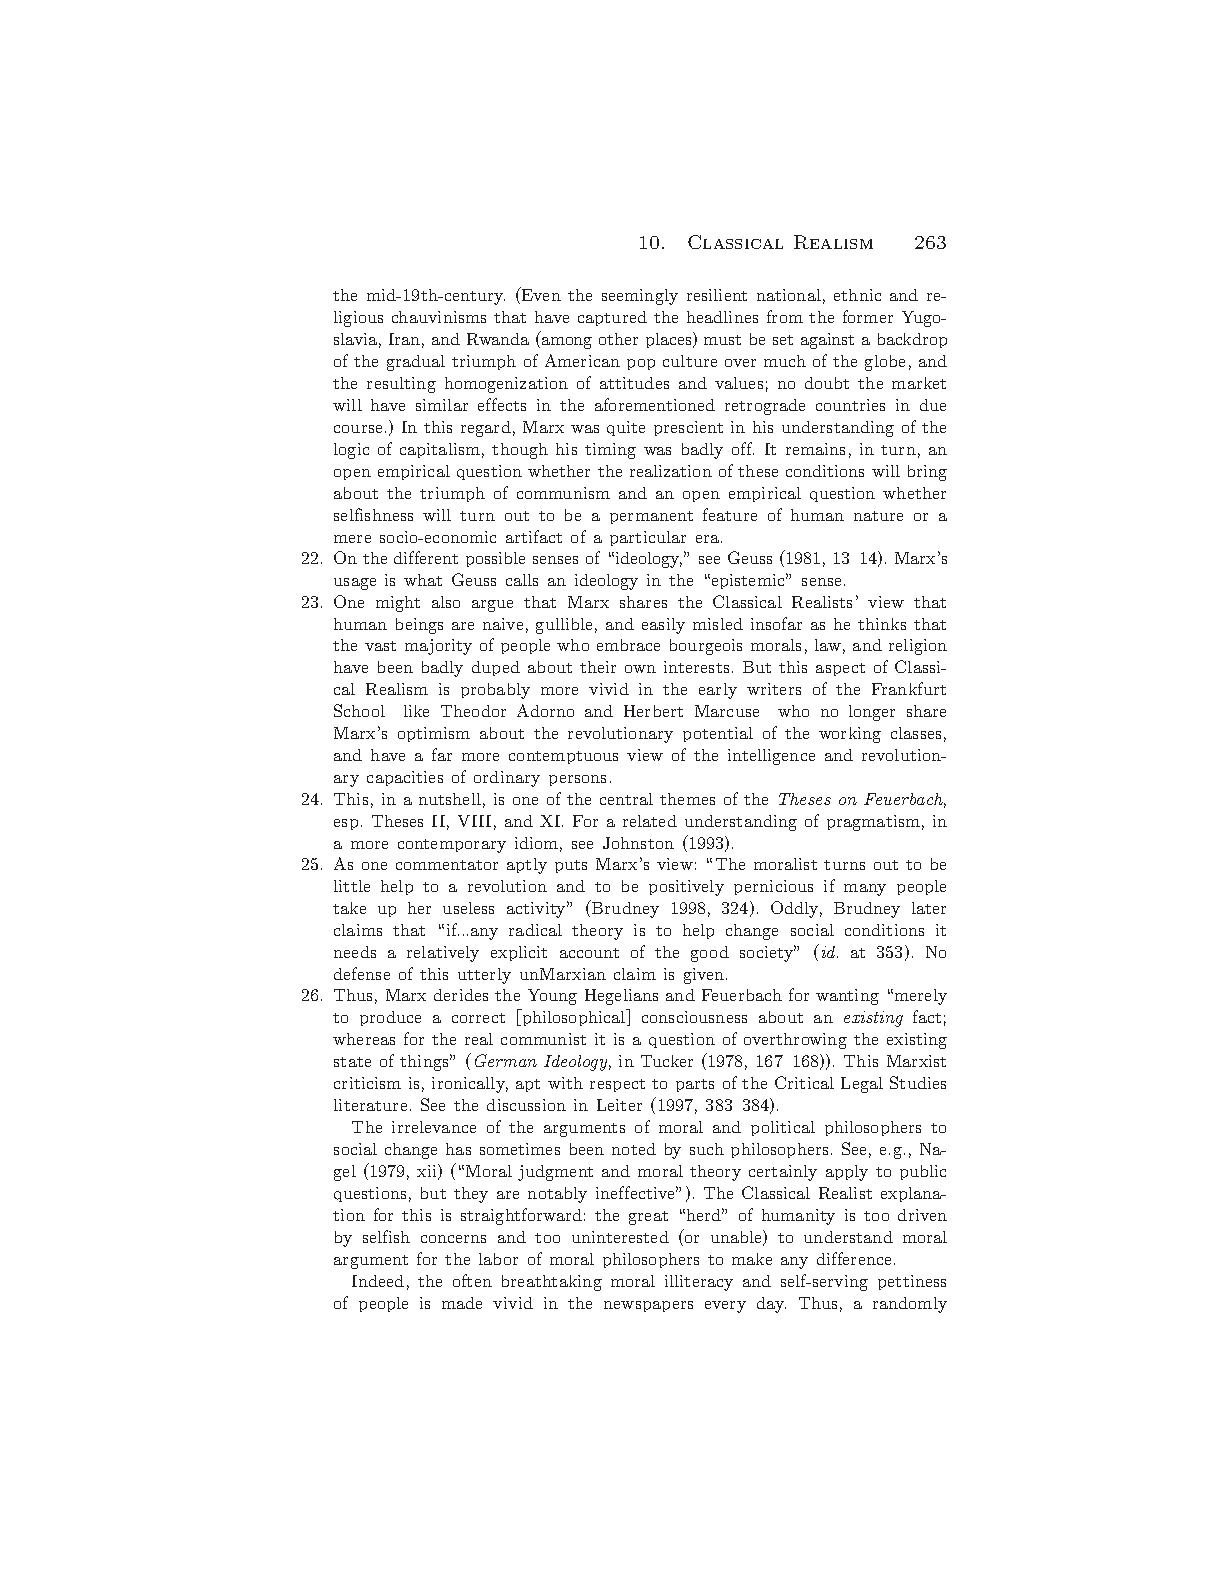 10. Classical Realism 263
the mid-19th-century. (Even the seemingly resilient national, ethnic and re-
ligious chauvinisms that have captured the headlines from the former Yugo-
slavia, Iran, and Rwanda (among other places) must be set against a backdrop
of the gradual triumph of American pop culture over much of the globe, and
the resulting homogenization of attitudes and values; no doubt the market
will have similar effects in the aforementioned retrograde countries in due
course.) In this regard, Marx was quite prescient in his understanding of the
logic of capitalism, though his timing was badly off. It remains, in turn, an
open empirical question whether the realization of these conditions will bring
about the triumph of communism and an open empirical question whether
selfishness will turn out to be a permanent feature of human nature or a
mere socio-economic artifact of a particular era.
22. On the different possible senses of “ideology,” see Geuss (1981, 13 14). Marx’s
usage is what Geuss calls an ideology in the “epistemic” sense.
23. One might also argue that Marx shares the Classical Realists’ view that
human beings are naive, gullible, and easily misled insofar as he thinks that
the vast majority of people who embrace bourgeois morals, law, and religion
have been badly duped about their own interests. But this aspect of Classi-
cal Realism is probably more vivid in the early writers of the Frankfurt
School like Theodor Adorno and Herbert Marcuse who no longer share
Marx’s optimism about the revolutionary potential of the working classes,
and have a far more contemptuous view of the intelligence and revolution-
ary capacities of ordinary persons.
24. This, in a nutshell, is one of the central themes of the Theses on Feuerbach,
esp. Theses II, VIII, and XI. For a related understanding of pragmatism, in
a more contemporary idiom, see Johnston (1993).
25. As one commentator aptly puts Marx’s view: “The moralist turns out to be
little help to a revolution and to be positively pernicious if many people
take up her useless activity” (Brudney 1998, 324). Oddly, Brudney later
claims that “if...any radical theory is to help change social conditions it
needs a relatively explicit account of the good society” (id. at 353). No
defense of this utterly unMarxian claim is given.
26. Thus, Marx derides the Young Hegelians and Feuerbach for wanting “merely
to produce a correct [philosophical] consciousness about an existing fact;
whereas for the real communist it is a question of overthrowing the existing
state of things” (German Ideology, in Tucker (1978, 167 168)). This Marxist
criticism is, ironically, apt with respect to parts of the Critical Legal Studies
literature. See the discussion in Leiter (1997, 383 384).
The irrelevance of the arguments of moral and political philosophers to
social change has sometimes been noted by such philosophers. See, e.g., Na-
gel (1979, xii) (“Moral judgment and moral theory certainly apply to public
questions, but they are notably ineffective”). The Classical Realist explana-
tion for this is straightforward: the great “herd” of humanity is too driven
by selfish concerns and too uninterested (or unable) to understand moral
argument for the labor of moral philosophers to make any difference.
Indeed, the often breathtaking moral illiteracy and self-serving pettiness
of people is made vivid in the newspapers every day. Thus, a randomly